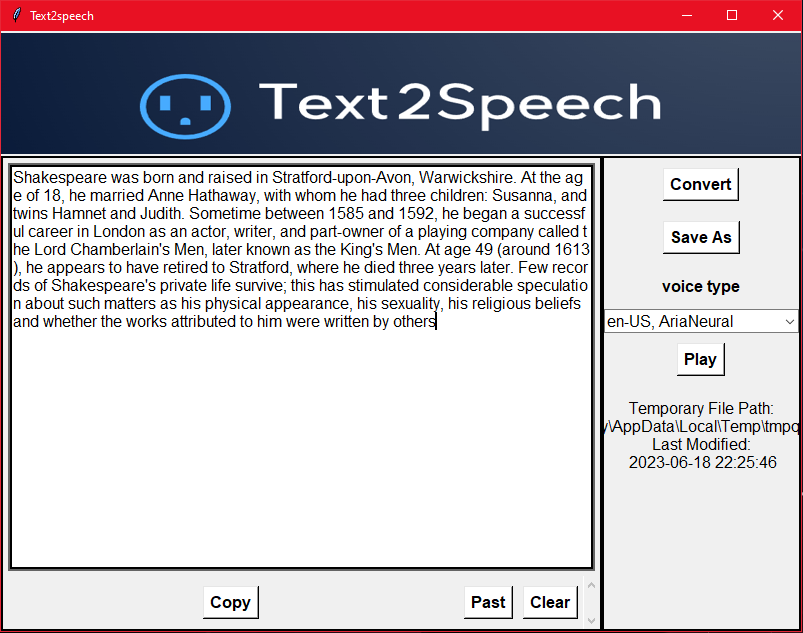 Text2speech
Text2Speech
Shakespeare was born and raised in Stratford-upon-Avon, Warwickshire. At the ag
e of 18, he married Anne Hathaway, with whom he had three children: Susanna, and
twins Hamnet and Judith. Sometime between 1585 and 1592, he began a successf
ul career in London as an actor, writer, and part-owner of a playing company called t
he Lord Chamberlain's Men, later known as the King's Men. At age 49 (around 1613
), he appears to have retired to Stratford, where he died three years later. Few recor
ds of Shakespeare's private life survive; this has stimulated considerable speculatio
n about such matters as his physical appearance, his sexuality, his religious beliefs
and whether the works attributed to him were written by others
Convert
Save As
voice type
en-US, AriaNeural
Play
Temporary File Path:
y\AppData\Local\Temp\tmpq
Last Modified:
2023-06-18 22:25:46
Copy
Past
Clear